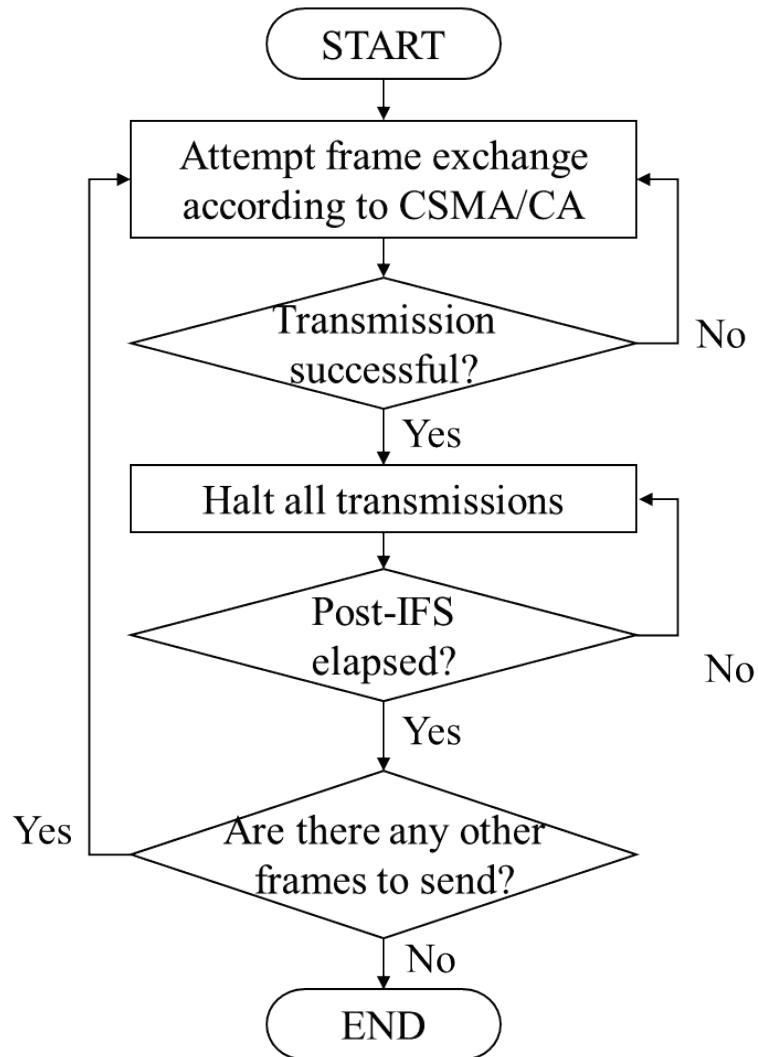 START
Attempt frame exchange
according to CSMA/CA
Transmission
successful?
No
Yes
Halt all transmissions
Post-IFS
elapsed?
No
Yes
Are there any other
frames to send?
Yes
No
END